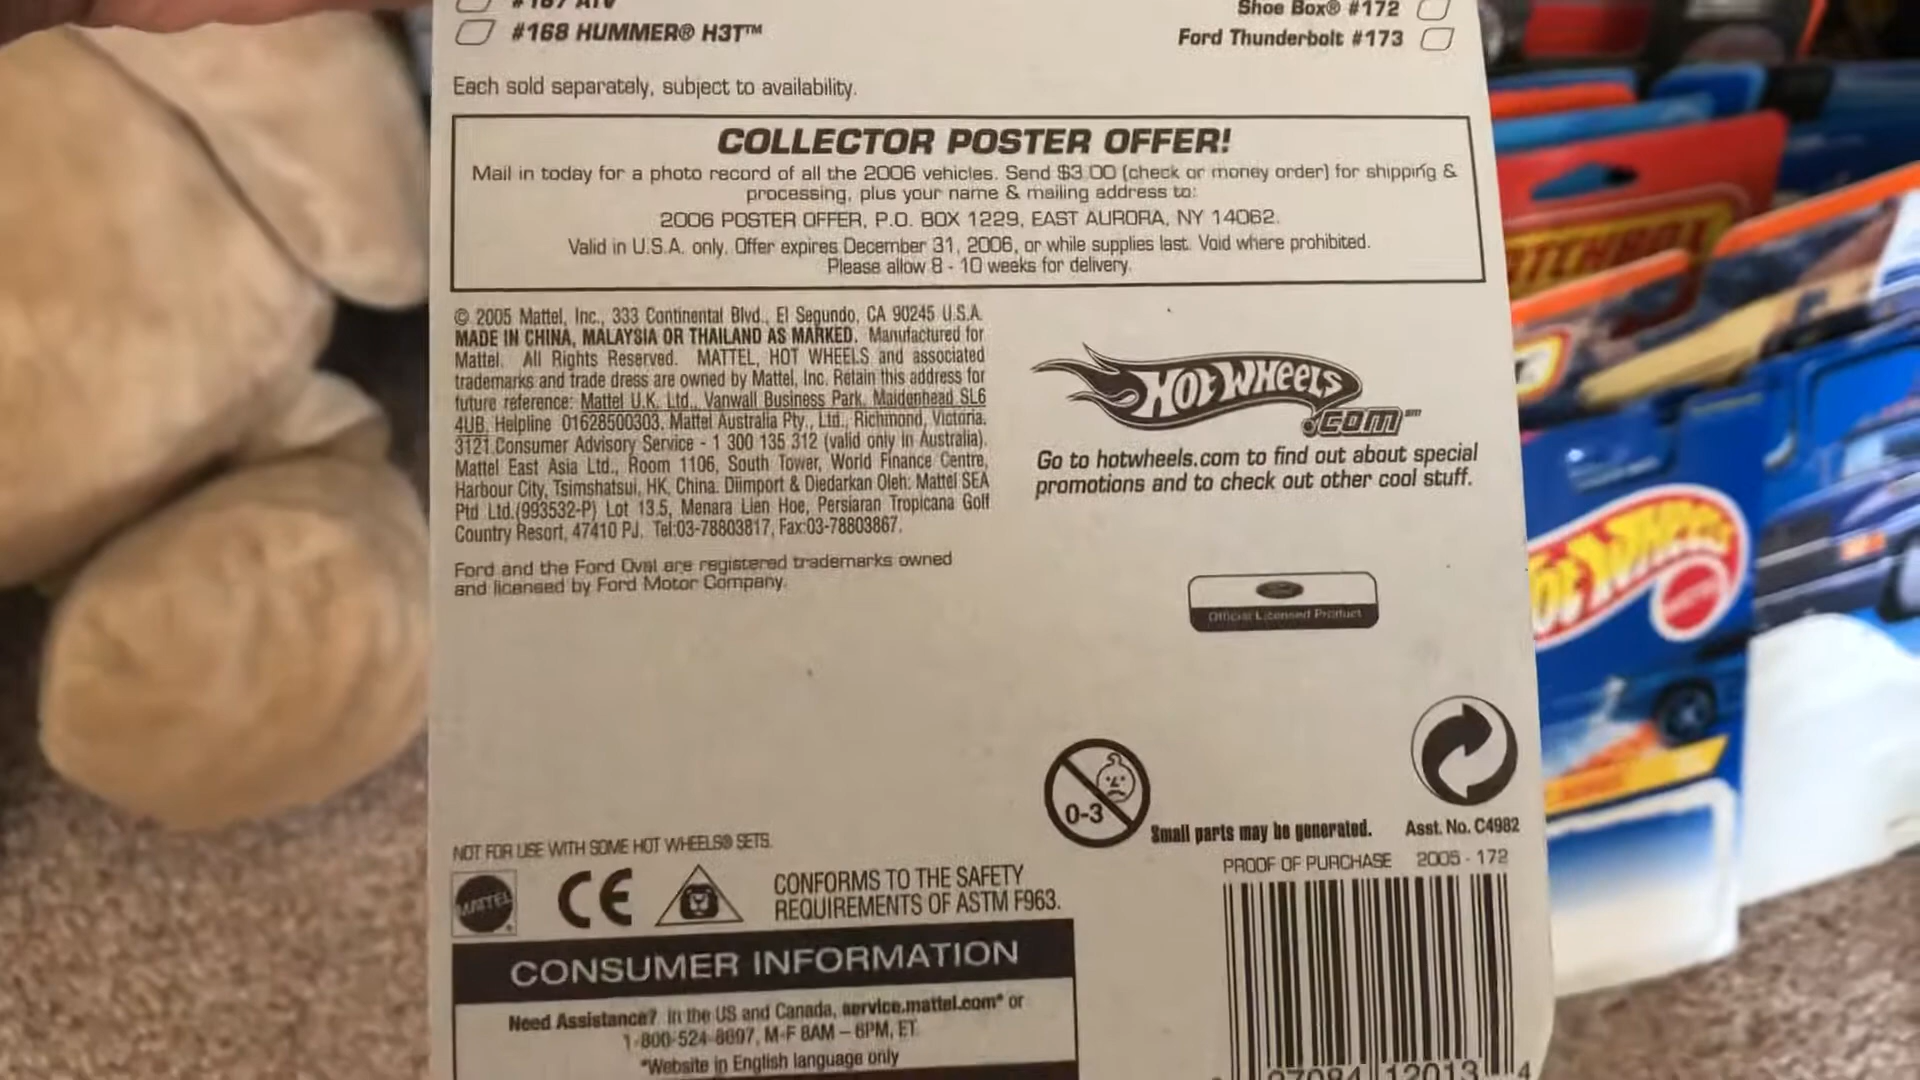 #167 ATV
#168 HUMMER® H3T™
Shoe Box® #172
Ford Thunderbolt #173
Each sold separately, subject to availability.
COLLECTOR POSTER OFFER!
Mail in today for a photo record of all the 2006 vehicles. Send $3.00 (check or money order) for shipping &
processing, plus your name & mailing address to:
2006 POSTER OFFER, P.O. BOX 1229, EAST AURORA, NY 14062.
Valid in U.S.A. only. Offer expires December 31, 2006, or while supplies last. Void where prohibited.
Please allow 8 - 10 weeks for delivery.
© 2005 Mattel, Inc., 333 Continental Blvd., El Segundo, CA 90245 U.S.A.
MADE IN CHINA, MALAYSIA OR THAILAND AS MARKED. Manufactured for
Mattel. All Rights Reserved. MATTEL, HOT WHEELS and associated
trademarks and trade dress are owned by Mattel, Inc. Retain this address for
future reference: Mattel U.K. Ltd., Vanwall Business Park, Maidenhead SL6
4UB. Helpline 01628500303. Mattel Australia Pty., Ltd., Richmond, Victoria.
3121.Consumer Advisory Service - 1 300 135 312 (valid only in Australia).
Mattel East Asia Ltd., Room 1106, South Tower, World Finance Centre,
Harbour City, Tsimshatsui, HK, China. Diimport & Diedarkan Oleh: Mattel SEA
Ptd Ltd.(993532-P) Lot 13.5, Menara Lien Hoe, Persiaran Tropicana Golf
Country Resort, 47410 PJ. Tel:03-78803817, Fax:03-78803867.
Ford and the Ford Oval are registered trademarks owned
and licensed by Ford Motor Company.
HOT WHEELS
.COM℠
Go to hotwheels.com to find out about special
promotions and to check out other cool stuff.
Ford
Official Licensed Product
0-3
Small parts may be generated.
Asst. No. C4982
PROOF OF PURCHASE 2005 - 172
NOT FOR USE WITH SOME HOT WHEELS® SETS.
MATTEL
CE
CONFORMS TO THE SAFETY
REQUIREMENTS OF ASTM F963.
CONSUMER INFORMATION
Need Assistance? In the US and Canada, service.mattel.com* or
1-800-524-8697, M-F 8AM – 6PM, ET.
*Website in English language only
27084 12013 4
MATCHBOX
HOT WHEELS